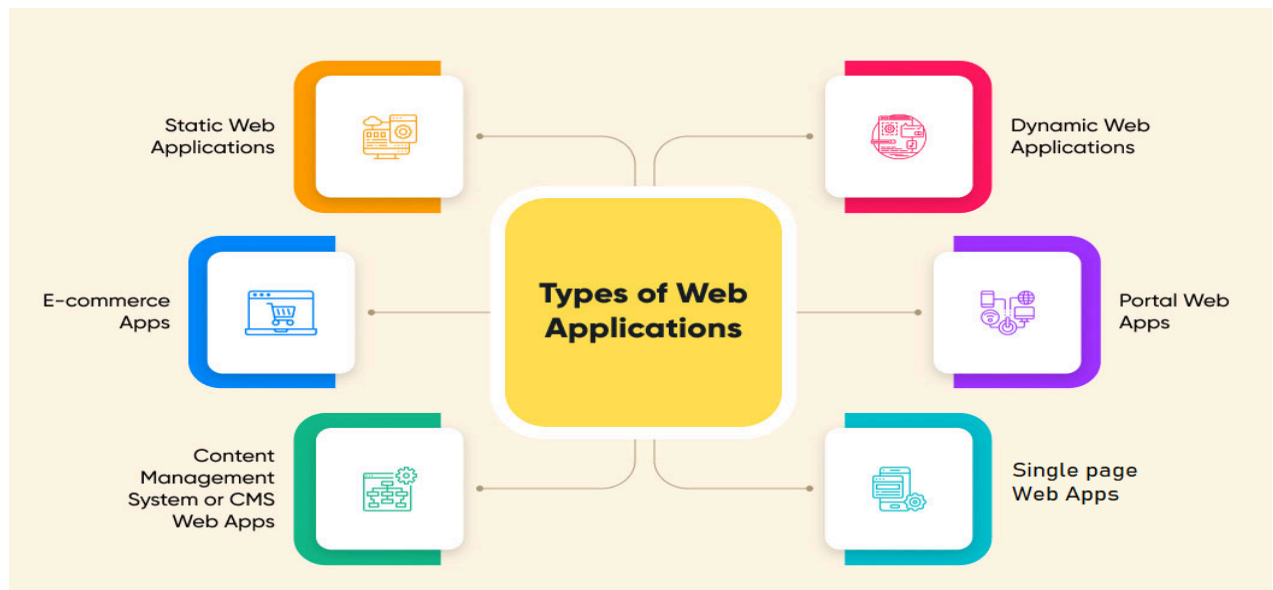 Static Web
Applications
Dynamic Web
Applications
E-commerce
Apps
Types of Web
Applications
Portal Web
Apps
Content
Management
System or CMS
Web Apps
Single page
Web Apps